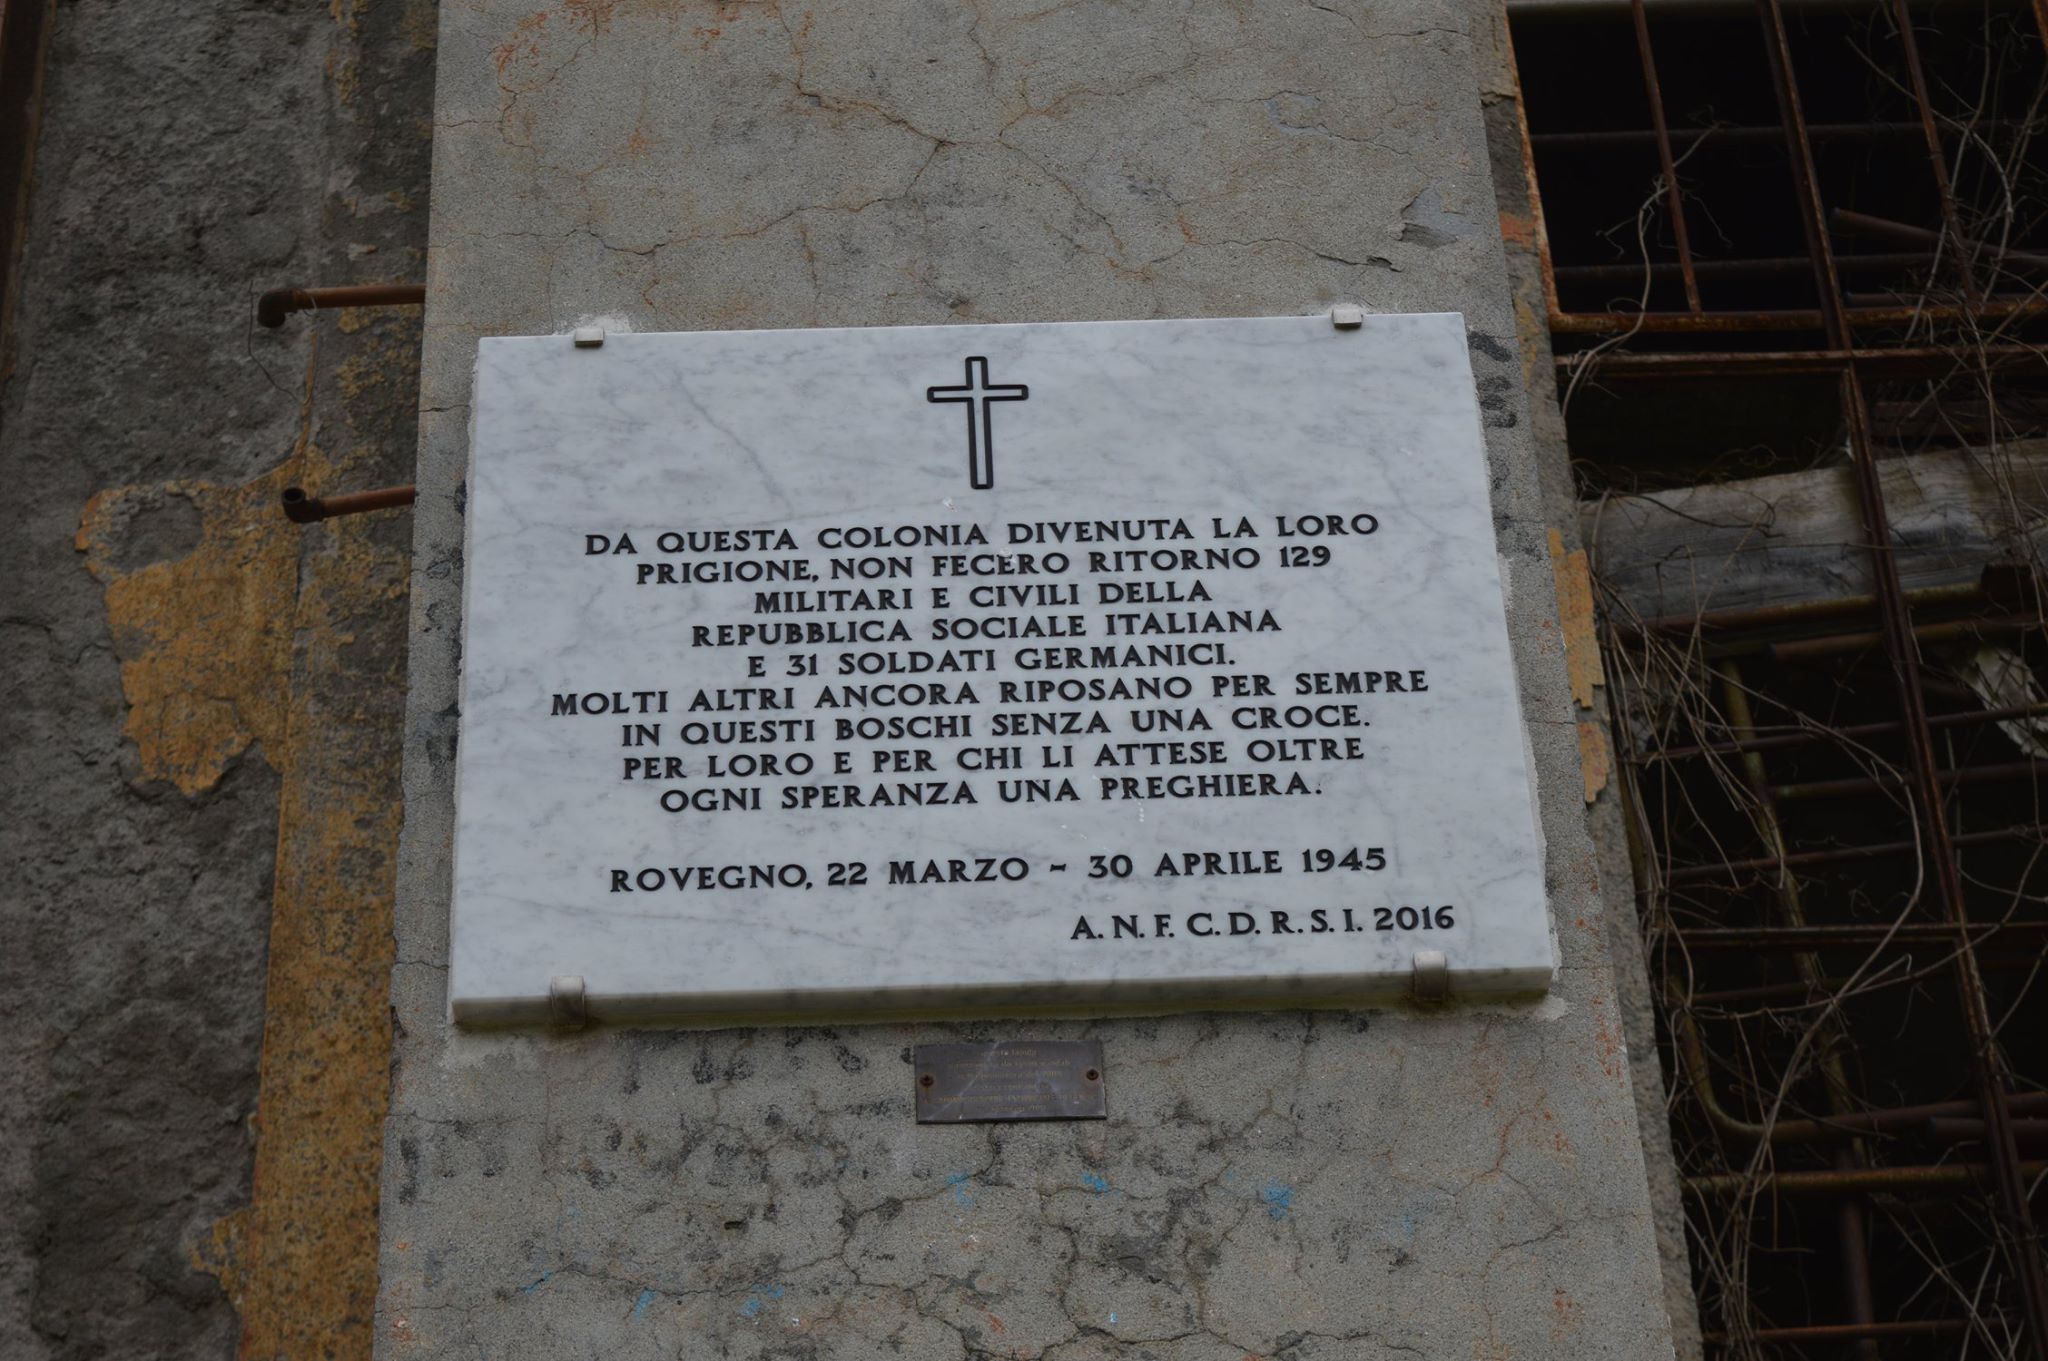 DA QUESTA COLONIA DIVENUTA LA LORO
PRIGIONE, NON FECERO RITORNO 129
MILITARI E CIVILI DELLA
REPUBBLICA SOCIALE ITALIANA
E 31 SOLDATI GERMANICI.
MOLTI ALTRI ANCORA RIPOSANO PER SEMPRE
IN QUESTI BOSCHI SENZA UNA CROCE.
PER LORO E PER CHI LI ATTESE OLTRE
OGNI SPERANZA UNA PREGHIERA.
ROVEGNO, 22 MARZO - 30 APRILE 1945
A. N. F. C. D. R. S. I. 2016